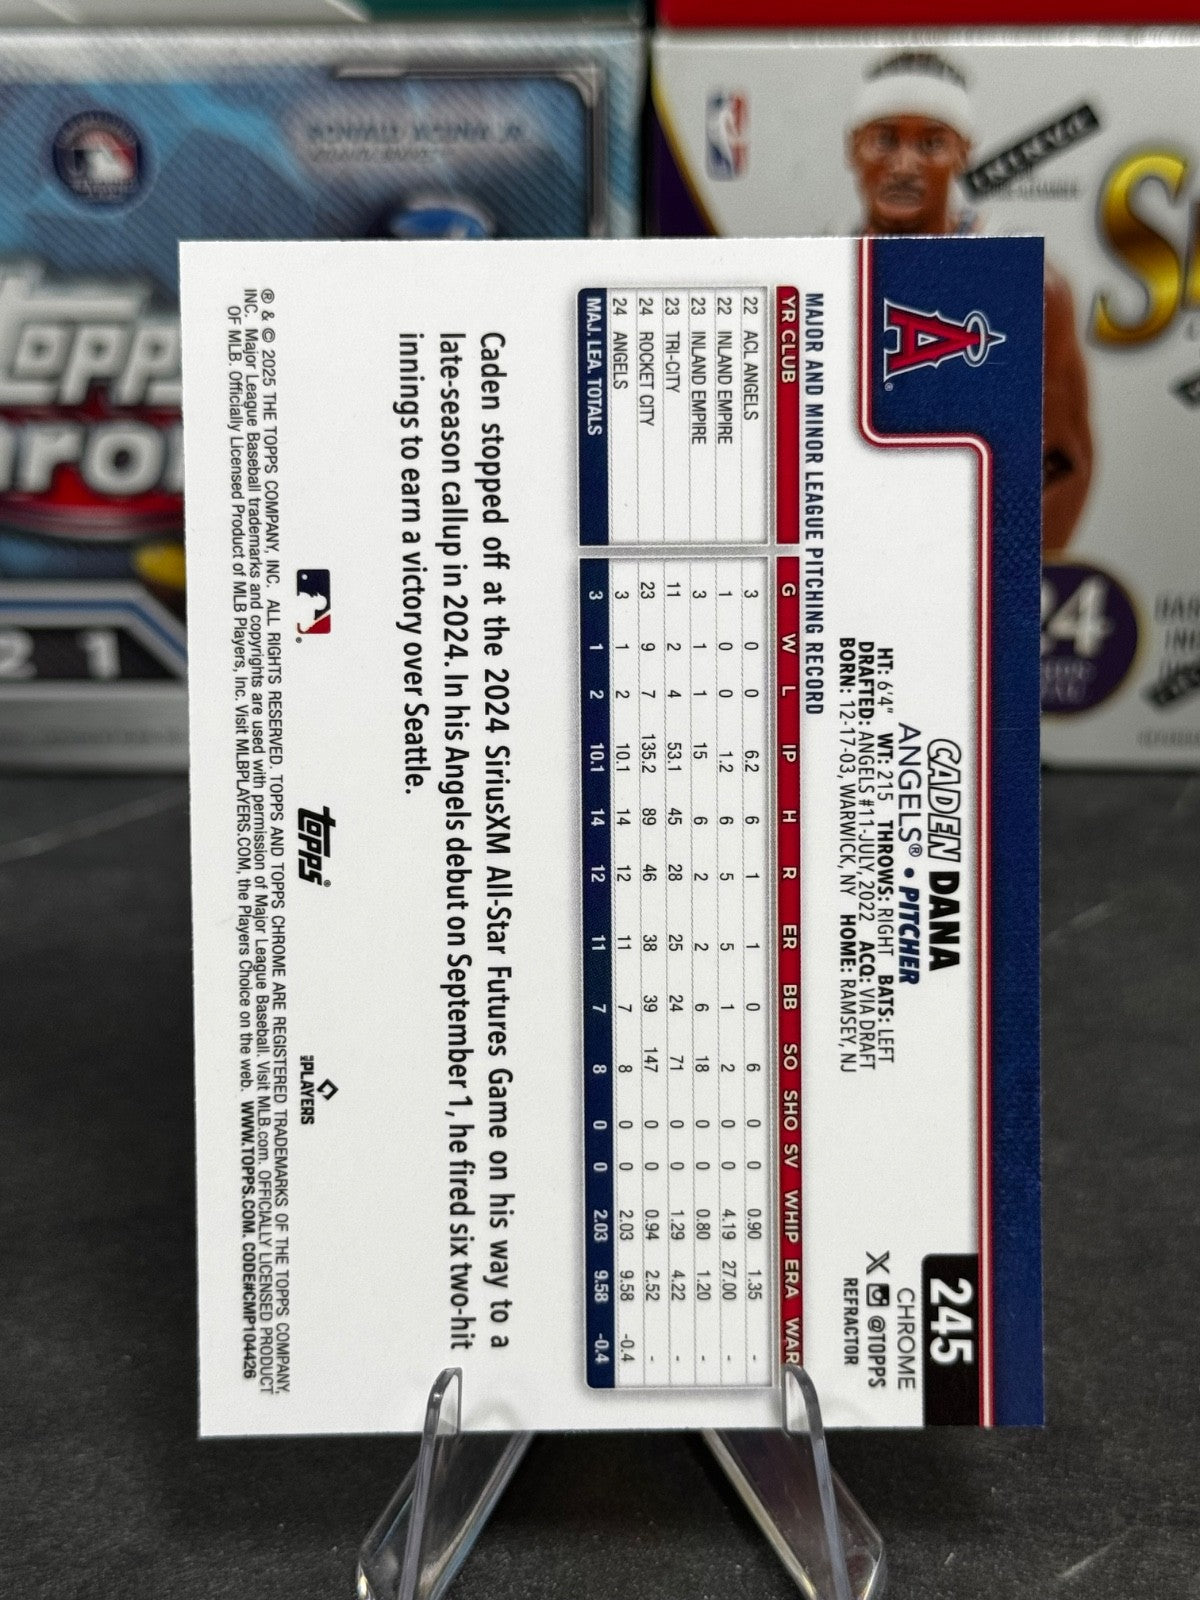 245
CHROME
@TOPPS
REFRACTOR
CADEN DANA
ANGELS® • PITCHER
HT: 6'4" WT: 215 THROWS: RIGHT BATS: LEFT
DRAFTED: ANGELS #11-JULY, 2022 ACQ: VIA DRAFT
BORN: 12-17-03, WARWICK, NY HOME: RAMSEY, NJ
A®
MAJOR AND MINOR LEAGUE PITCHING RECORD
YR CLUB G W L IP H R ER BB SO SHO SV WHIP ERA WAR
22 ACL ANGELS 3 0 0 6.2 6 1 1 0 6 0 0 0.90 1.35 -
22 INLAND EMPIRE 1 0 0 1.2 6 5 5 1 2 0 0 4.19 27.00 -
23 INLAND EMPIRE 3 1 1 15 6 2 2 6 18 0 0 0.80 1.20 -
23 TRI-CITY 11 2 4 53.1 45 28 25 24 71 0 0 1.29 4.22 -
24 ROCKET CITY 23 9 7 135.2 89 46 38 39 147 0 0 0.94 2.52 -
24 ANGELS 3 1 2 10.1 14 12 11 7 8 0 0 2.03 9.58 -0.4
MAJ. LEA. TOTALS 3 1 2 10.1 14 12 11 7 8 0 0 2.03 9.58 -0.4
Caden stopped off at the 2024 SiriusXM All-Star Futures Game on his way to a
late-season callup in 2024. In his Angels debut on September 1, he fired six two-hit
innings to earn a victory over Seattle.
topps®
PLAYERS
® & © 2025 THE TOPPS COMPANY, INC. ALL RIGHTS RESERVED. TOPPS AND TOPPS CHROME ARE REGISTERED TRADEMARKS OF THE TOPPS COMPANY,
INC. Major League Baseball trademarks and copyrights are used with permission of Major League Baseball. Visit MLB.com. OFFICIALLY LICENSED PRODUCT
OF MLB. Officially Licensed Product of MLB Players, Inc. Visit MLBPLAYERS.COM, the Players Choice on the web. WWW.TOPPS.COM. CODE#CMP104426